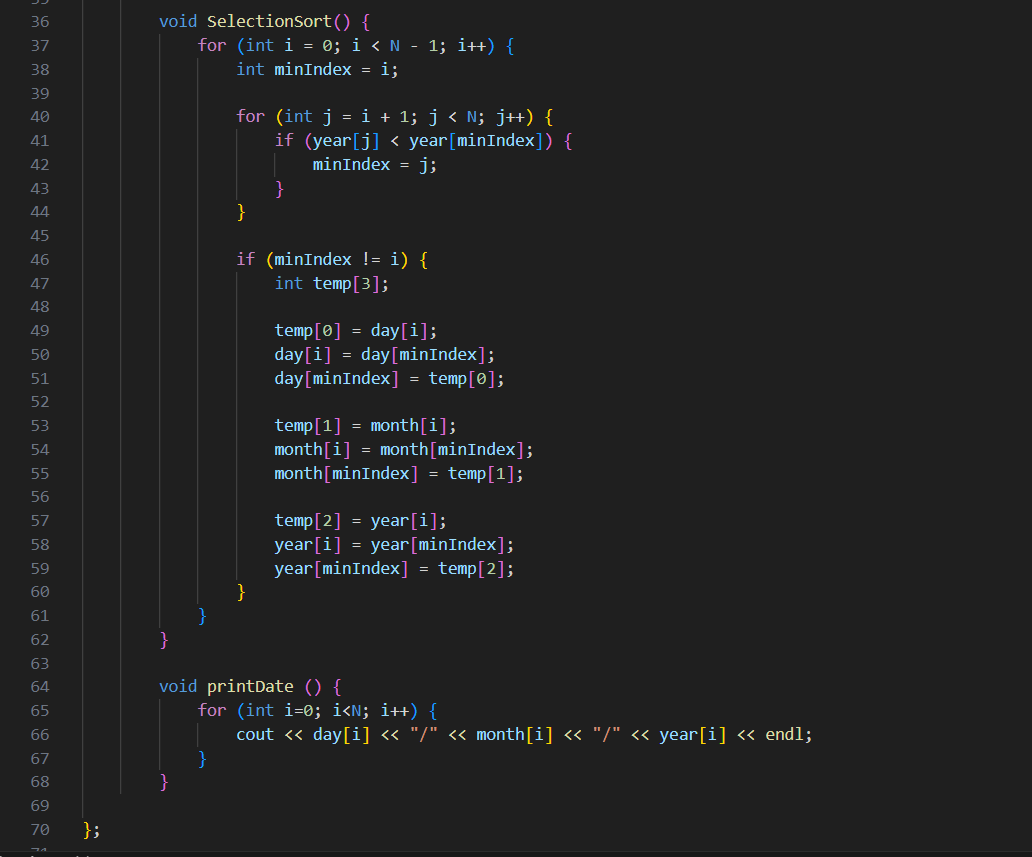 36 void SelectionSort() {
37 for (int i = 0; i < N - 1; i++) {
38 int minIndex = i;
39
40 for (int j = i + 1; j < N; j++) {
41 if (year[j] < year[minIndex]) {
42 minIndex = j;
43 }
44 }
45
46 if (minIndex != i) {
47 int temp[3];
48
49 temp[0] = day[i];
50 day[i] = day[minIndex];
51 day[minIndex] = temp[0];
52
53 temp[1] = month[i];
54 month[i] = month[minIndex];
55 month[minIndex] = temp[1];
56
57 temp[2] = year[i];
58 year[i] = year[minIndex];
59 year[minIndex] = temp[2];
60 }
61 }
62 }
63
64 void printDate () {
65 for (int i=0; i<N; i++) {
66 cout << day[i] << "/" << month[i] << "/" << year[i] << endl;
67 }
68 }
69
70 };